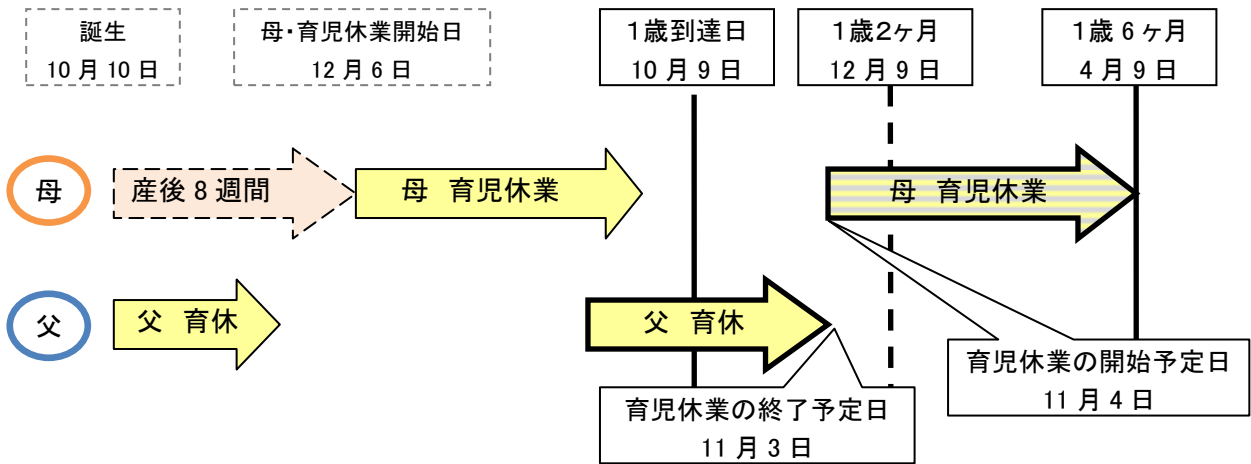 誕生
10月10日
母・育児休業開始日
12月6日
1歳到達日
10月9日
1歳2ヶ月
12月9日
1歳6ヶ月
4月9日
母
産後8週間
母 育児休業
母 育児休業
父
父 育休
父 育休
育児休業の開始予定日
11月4日
育児休業の終了予定日
11月3日